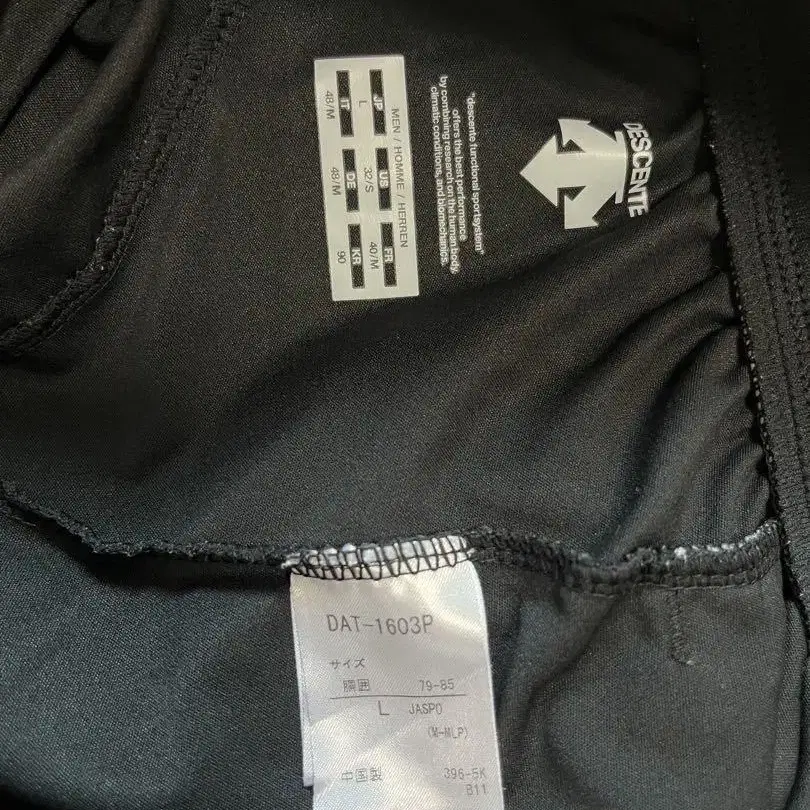 DESCENTE
"descente functional sportsystem"
offers the best performance
by combining research on the human body,
climatic conditions, and biomechanics.
MEN / HOMME / HERREN
JP US FR
L 32/S 40/M
IT DE KR
48/M 48/M 90
DAT-1603P
サイズ
胴囲 79-85
L JASPO
(M-MLP)
中国製 396-5K
B11